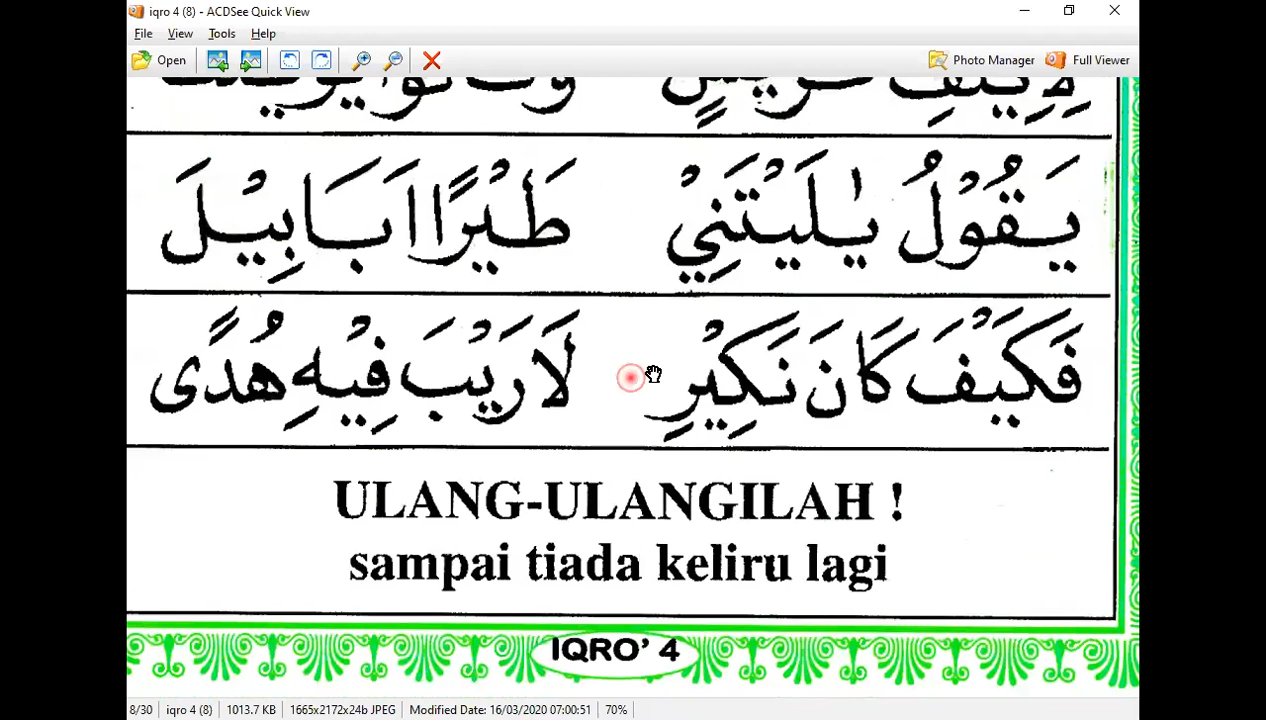 iqro 4 (8) - ACDSee Quick View
File View Tools Help
Open Photo Manager Full Viewer
لِاِيْلٰفِ قُرَيْشٍ
يَقُوْلُ يٰلَيْتَنِيْ طَيْرًا اَبَابِيْلَ
فَكَيْفَ كَانَ نَكِيْرِ لَا رَيْبَ فِيْهِ هُدًى
ULANG-ULANGILAH !
sampai tiada keliru lagi
IQRO' 4
8/30 iqro 4 (8) 1013.7 KB 1665x2172x24b JPEG Modified Date: 16/03/2020 07:00:51 70%